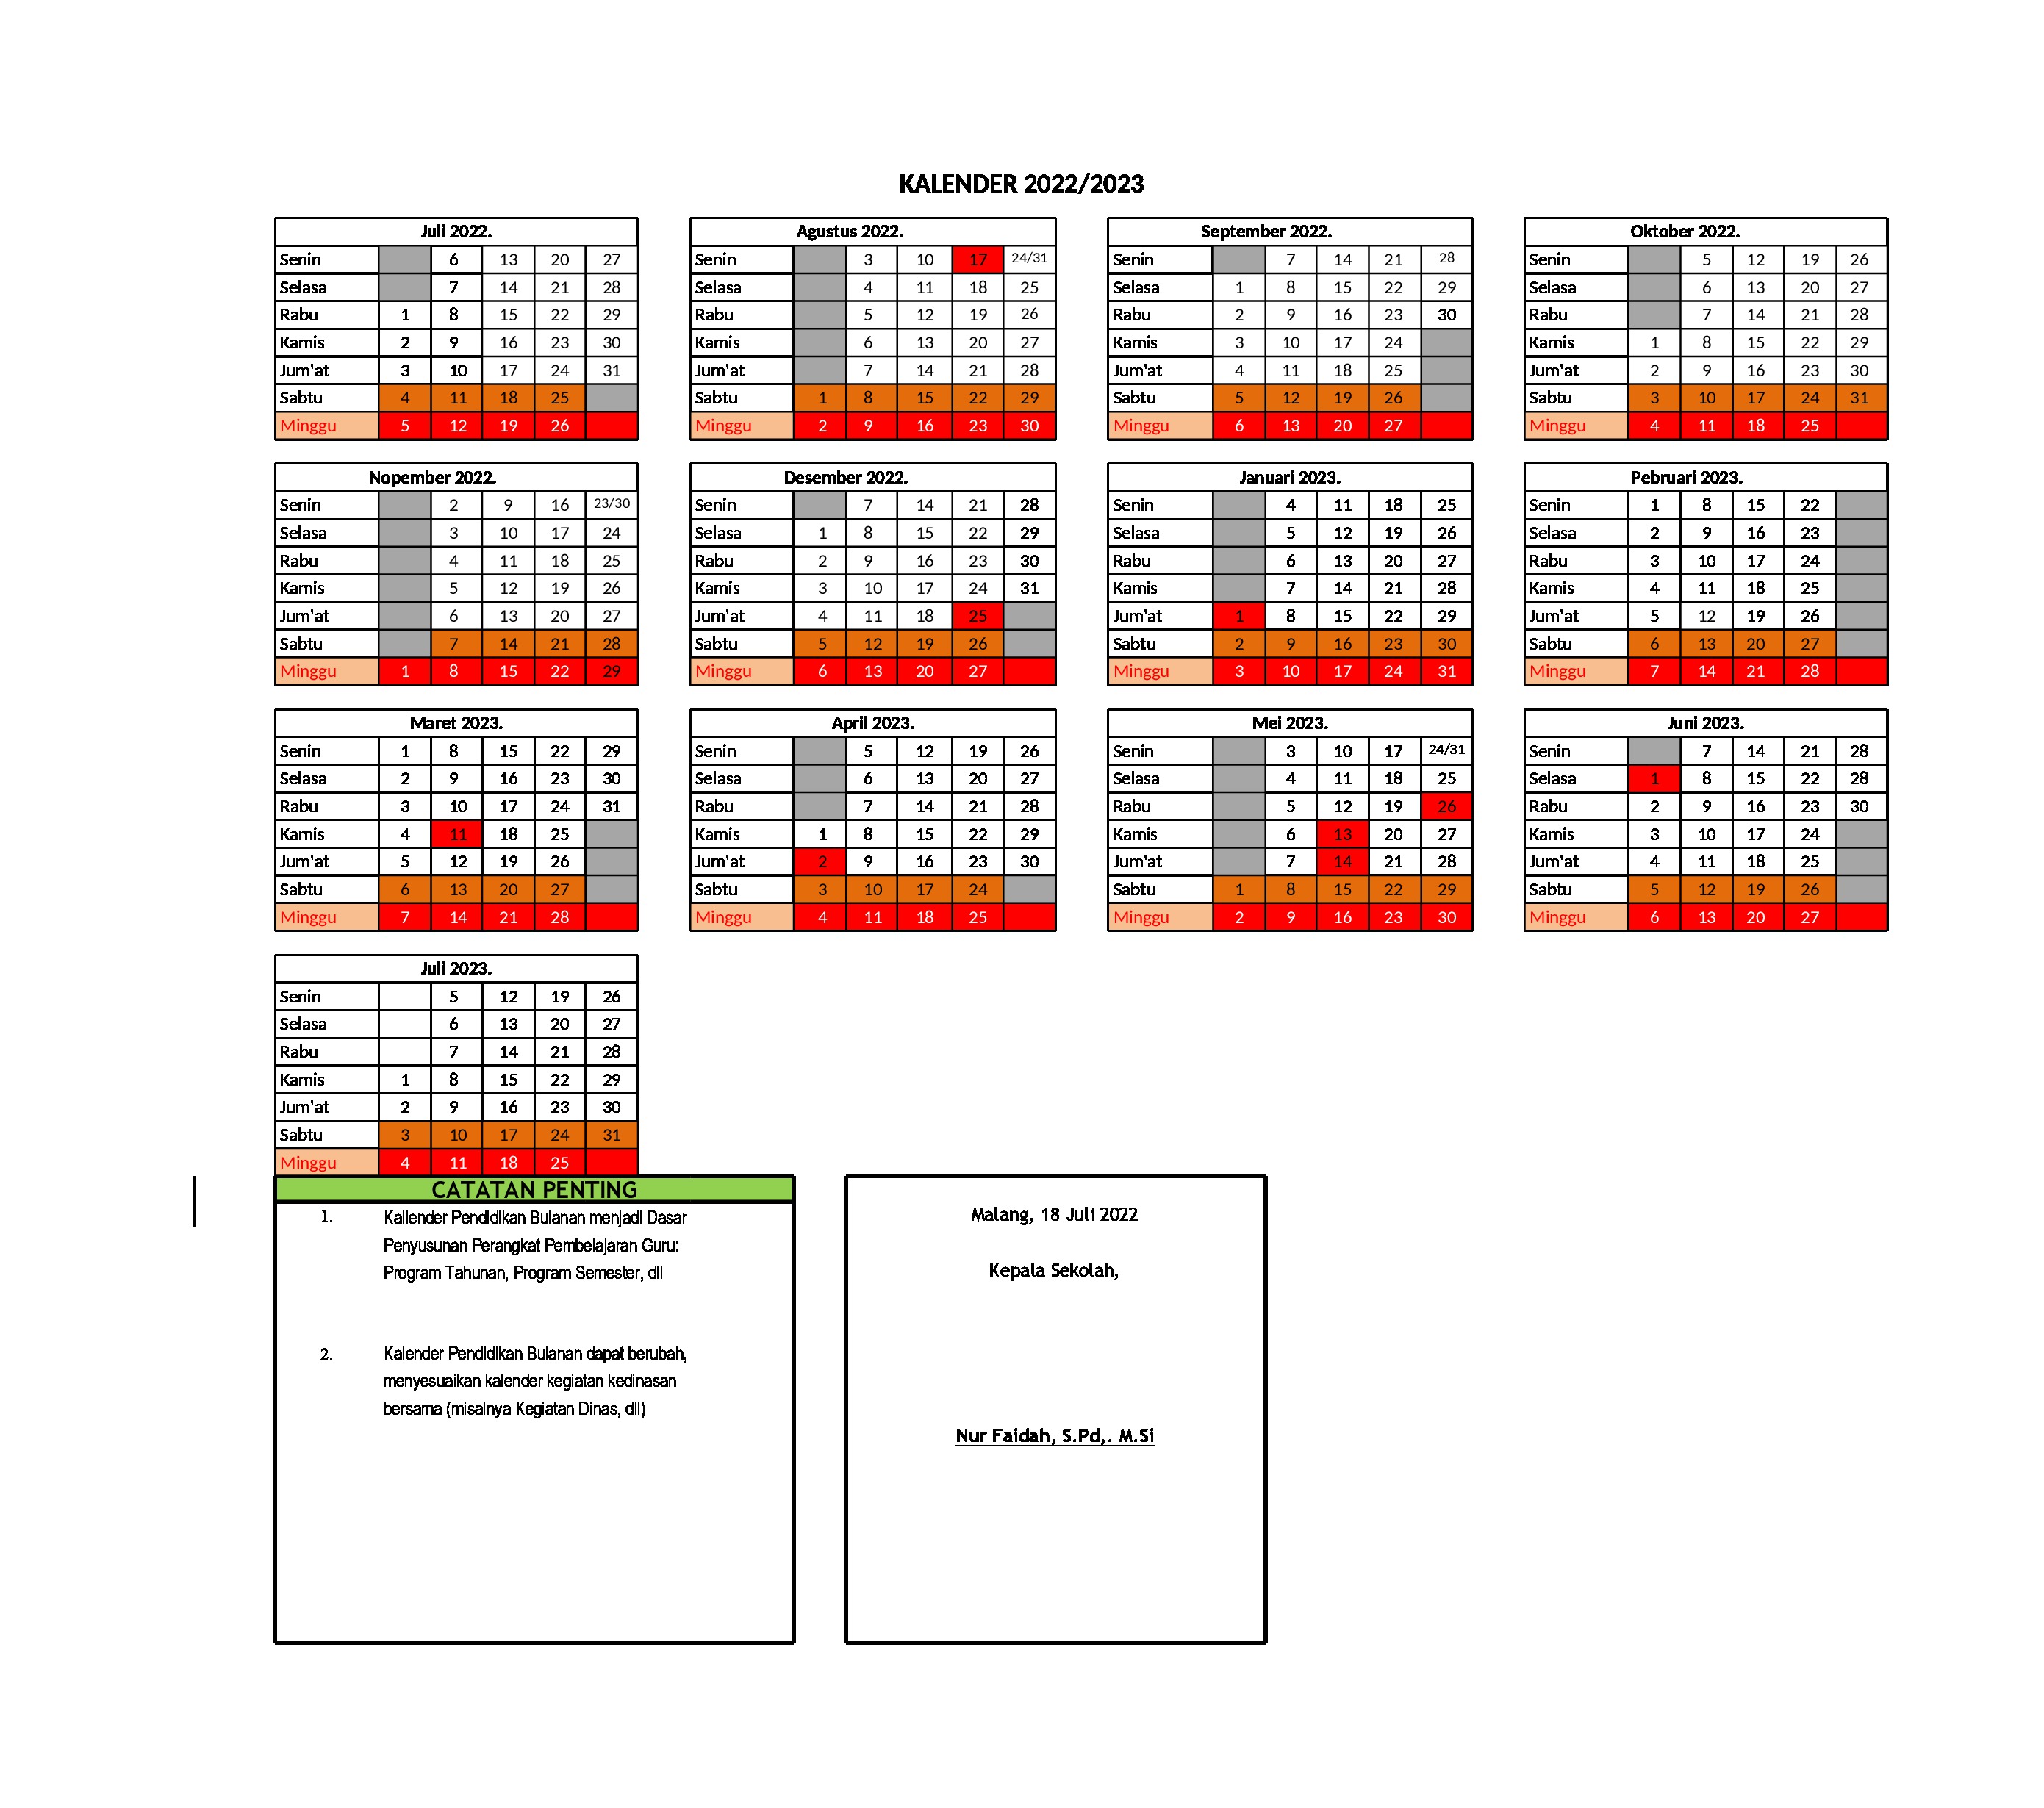 KALENDER 2022/2023
Juli 2022.
Senin 6 13 20 27
Selasa 7 14 21 28
Rabu 1 8 15 22 29
Kamis 2 9 16 23 30
Jum'at 3 10 17 24 31
Sabtu 4 11 18 25
Minggu 5 12 19 26
Agustus 2022.
Senin 3 10 17 24/31
Selasa 4 11 18 25
Rabu 5 12 19 26
Kamis 6 13 20 27
Jum'at 7 14 21 28
Sabtu 1 8 15 22 29
Minggu 2 9 16 23 30
September 2022.
Senin 7 14 21 28
Selasa 1 8 15 22 29
Rabu 2 9 16 23 30
Kamis 3 10 17 24
Jum'at 4 11 18 25
Sabtu 5 12 19 26
Minggu 6 13 20 27
Oktober 2022.
Senin 5 12 19 26
Selasa 6 13 20 27
Rabu 7 14 21 28
Kamis 1 8 15 22 29
Jum'at 2 9 16 23 30
Sabtu 3 10 17 24 31
Minggu 4 11 18 25
Nopember 2022.
Senin 2 9 16 23/30
Selasa 3 10 17 24
Rabu 4 11 18 25
Kamis 5 12 19 26
Jum'at 6 13 20 27
Sabtu 7 14 21 28
Minggu 1 8 15 22 29
Desember 2022.
Senin 7 14 21 28
Selasa 1 8 15 22 29
Rabu 2 9 16 23 30
Kamis 3 10 17 24 31
Jum'at 4 11 18 25
Sabtu 5 12 19 26
Minggu 6 13 20 27
Januari 2023.
Senin 4 11 18 25
Selasa 5 12 19 26
Rabu 6 13 20 27
Kamis 7 14 21 28
Jum'at 1 8 15 22 29
Sabtu 2 9 16 23 30
Minggu 3 10 17 24 31
Pebruari 2023.
Senin 1 8 15 22
Selasa 2 9 16 23
Rabu 3 10 17 24
Kamis 4 11 18 25
Jum'at 5 12 19 26
Sabtu 6 13 20 27
Minggu 7 14 21 28
Maret 2023.
Senin 1 8 15 22 29
Selasa 2 9 16 23 30
Rabu 3 10 17 24 31
Kamis 4 11 18 25
Jum'at 5 12 19 26
Sabtu 6 13 20 27
Minggu 7 14 21 28
April 2023.
Senin 5 12 19 26
Selasa 6 13 20 27
Rabu 7 14 21 28
Kamis 1 8 15 22 29
Jum'at 2 9 16 23 30
Sabtu 3 10 17 24
Minggu 4 11 18 25
Mei 2023.
Senin 3 10 17 24/31
Selasa 4 11 18 25
Rabu 5 12 19 26
Kamis 6 13 20 27
Jum'at 7 14 21 28
Sabtu 1 8 15 22 29
Minggu 2 9 16 23 30
Juni 2023.
Senin 7 14 21 28
Selasa 1 8 15 22 28
Rabu 2 9 16 23 30
Kamis 3 10 17 24
Jum'at 4 11 18 25
Sabtu 5 12 19 26
Minggu 6 13 20 27
Juli 2023.
Senin 5 12 19 26
Selasa 6 13 20 27
Rabu 7 14 21 28
Kamis 1 8 15 22 29
Jum'at 2 9 16 23 30
Sabtu 3 10 17 24 31
Minggu 4 11 18 25
CATATAN PENTING
1. Kallender Pendidikan Bulanan menjadi Dasar
Penyusunan Perangkat Pembelajaran Guru:
Program Tahunan, Program Semester, dll
2. Kalender Pendidikan Bulanan dapat berubah,
menyesuaikan kalender kegiatan kedinasan
bersama (misalnya Kegiatan Dinas, dll)
Malang, 18 Juli 2022
Kepala Sekolah,
Nur Faidah, S.Pd,. M.Si